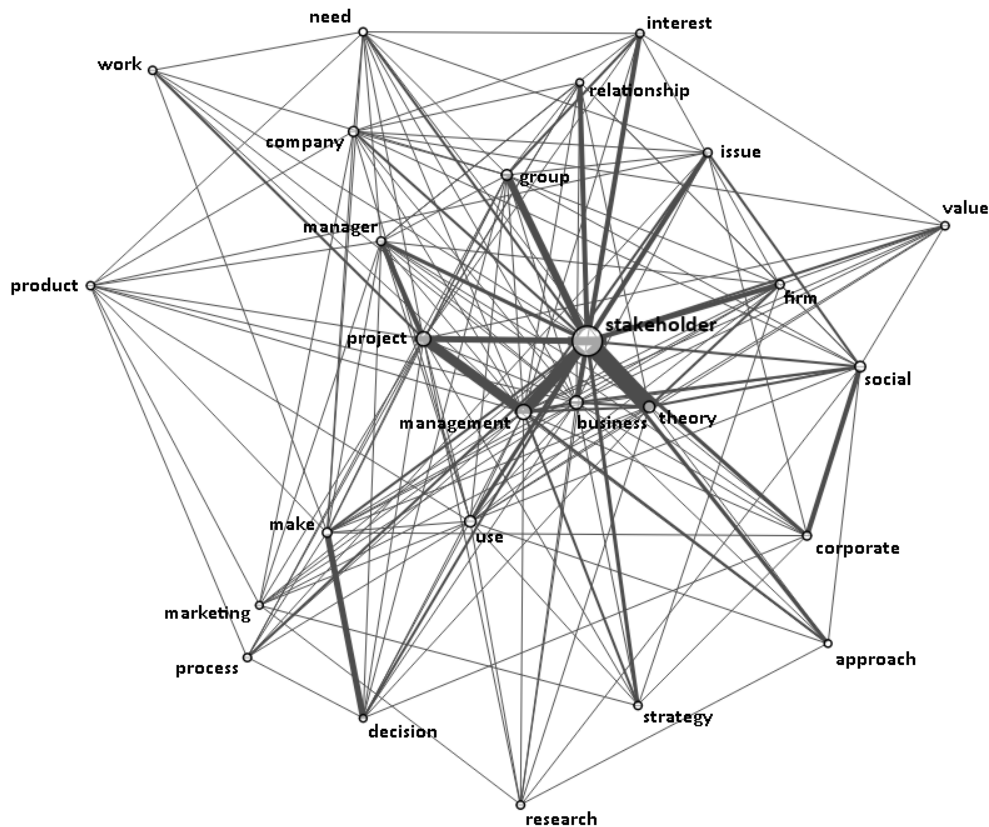 need
interest
work
relationship
company
issue
group
value
manager
product
firm
stakeholder
project
social
management
business
theory
make
use
corporate
marketing
process
approach
strategy
decision
research